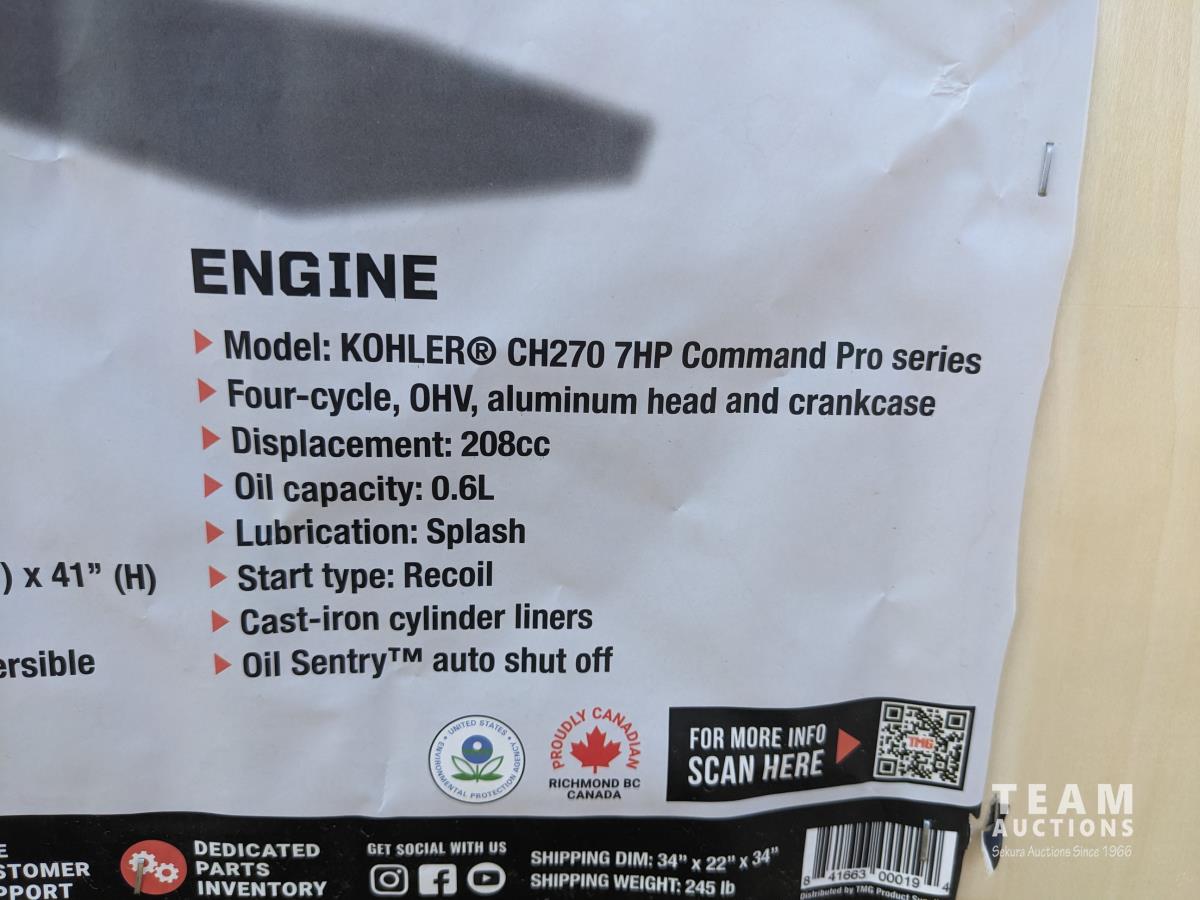 ENGINE
Model: KOHLER® CH270 7HP Command Pro series
Four-cycle, OHV, aluminum head and crankcase
Displacement: 208cc
Oil capacity: 0.6L
Lubrication: Splash
Start type: Recoil
Cast-iron cylinder liners
Oil Sentry™ auto shut off
) x 41” (H)
ersible
UNITED STATES
ENVIRONMENTAL PROTECTION AGENCY
PROUDLY CANADIAN
RICHMOND BC
CANADA
FOR MORE INFO
SCAN HERE
TMG
E
STOMER
PPORT
DEDICATED
PARTS
INVENTORY
GET SOCIAL WITH US
SHIPPING DIM: 34” x 22” x 34”
SHIPPING WEIGHT: 245 lb
8 41663 00019 4
Distributed by TMG Product
TEAM
AUCTIONS
Sekura Auctions Since 1966